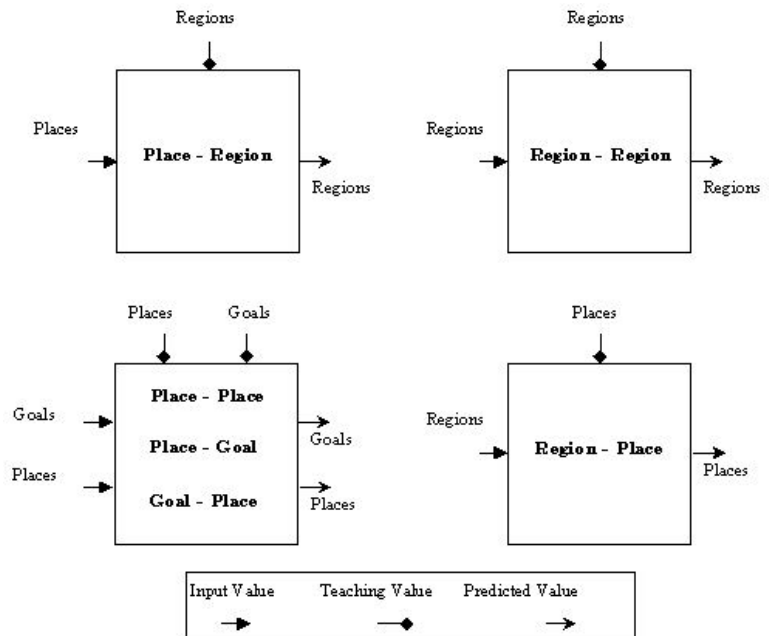 Regions
Places
Place - Region
Regions
Regions
Regions
Region - Region
Regions
Places Goals
Goals
Places
Place - Place
Place - Goal
Goal - Place
Goals
Places
Places
Regions
Region - Place
Places
Input Value Teaching Value Predicted Value